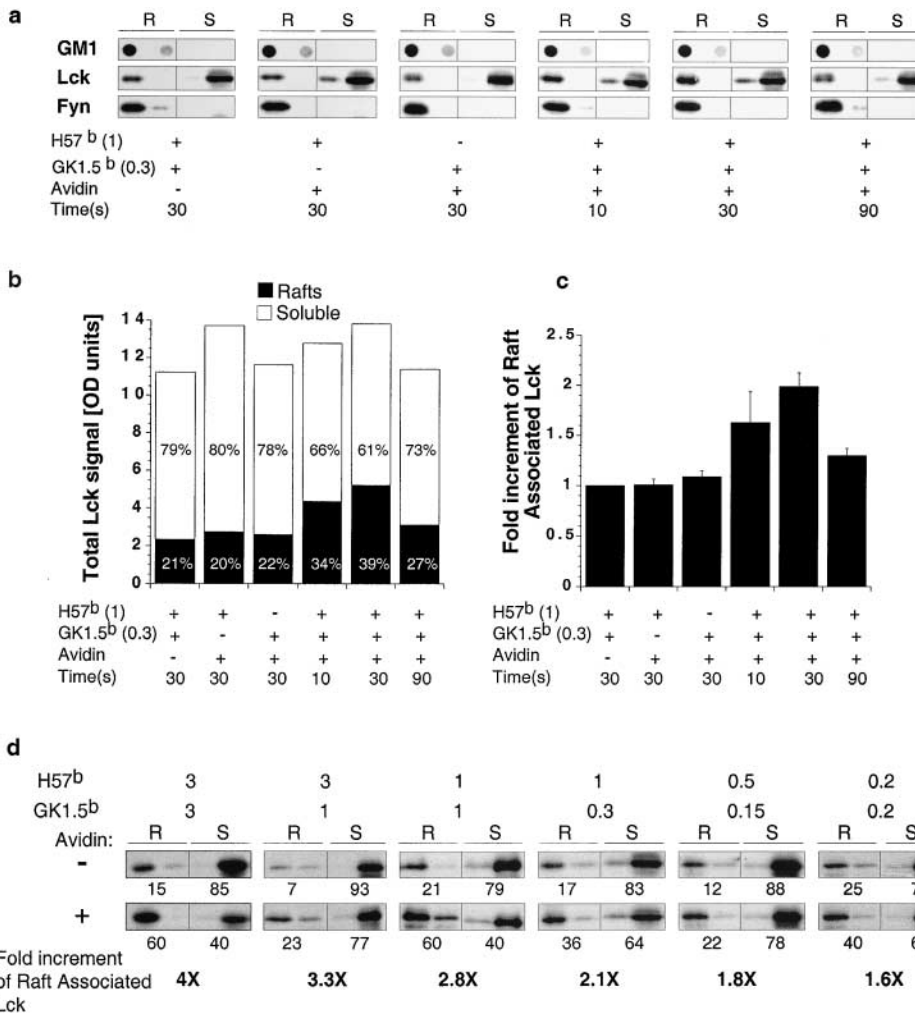 a
R S R S R S R S R S R S
GM1
Lck
Fyn
H57 b (1) + + - + + +
GK1.5 b (0.3) + - + + + +
Avidin - + + + + +
Time(s) 30 30 30 10 30 90
b
Rafts
Soluble
Total Lck signal [OD units]
14
12
10
8
6
4
2
0
79% 80% 78% 66% 61% 73%
21% 20% 22% 34% 39% 27%
H57b (1) + + - + + +
GK1.5b (0.3) + - + + + +
Avidin - + + + + +
Time(s) 30 30 30 10 30 90
c
Fold increment of Raft
Associated Lck
2.5
2
1.5
1
0.5
0
H57b (1) + + - + + +
GK1.5b (0.3) + - + + + +
Avidin - + + + + +
Time(s) 30 30 30 10 30 90
d
H57b 3 3 1 1 0.5 0.2
GK1.5b 3 1 1 0.3 0.15 0.2
Avidin: R S R S R S R S R S R S
-
15 85 7 93 21 79 17 83 12 88 25 7
+
60 40 23 77 60 40 36 64 22 78 40 6
Fold increment
of Raft Associated 4X 3.3X 2.8X 2.1X 1.8X 1.6X
Lck